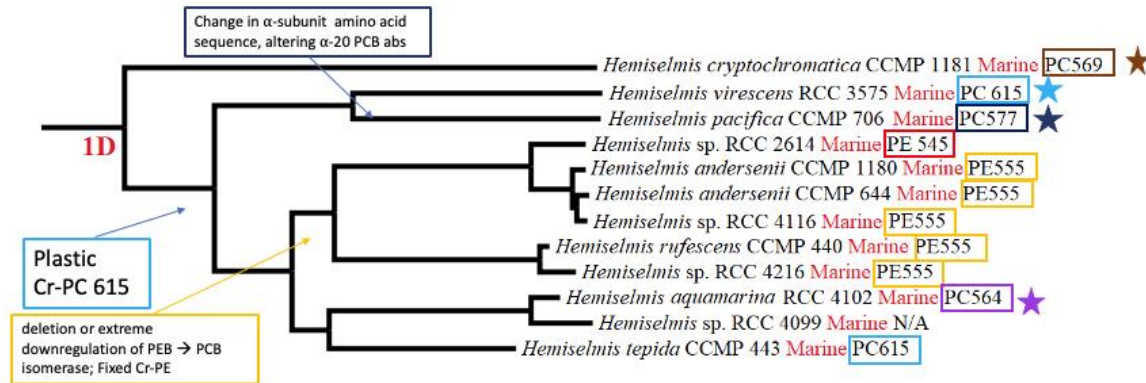 Change in α-subunit amino acid
sequence, altering α-20 PCB abs
Hemiselmis cryptochromatica CCMP 1181 Marine PC569
Hemiselmis virescens RCC 3575 Marine PC 615
Hemiselmis pacifica CCMP 706 Marine PC577
1D
Hemiselmis sp. RCC 2614 Marine PE 545
Hemiselmis andersenii CCMP 1180 Marine PE555
Hemiselmis andersenii CCMP 644 Marine PE555
Hemiselmis sp. RCC 4116 Marine PE555
Hemiselmis rufescens CCMP 440 Marine PE555
Hemiselmis sp. RCC 4216 Marine PE555
Hemiselmis aquamarina RCC 4102 Marine PC564
Hemiselmis sp. RCC 4099 Marine N/A
Hemiselmis tepida CCMP 443 Marine PC615
Plastic
Cr-PC 615
deletion or extreme
downregulation of PEB → PCB
isomerase; Fixed Cr-PE